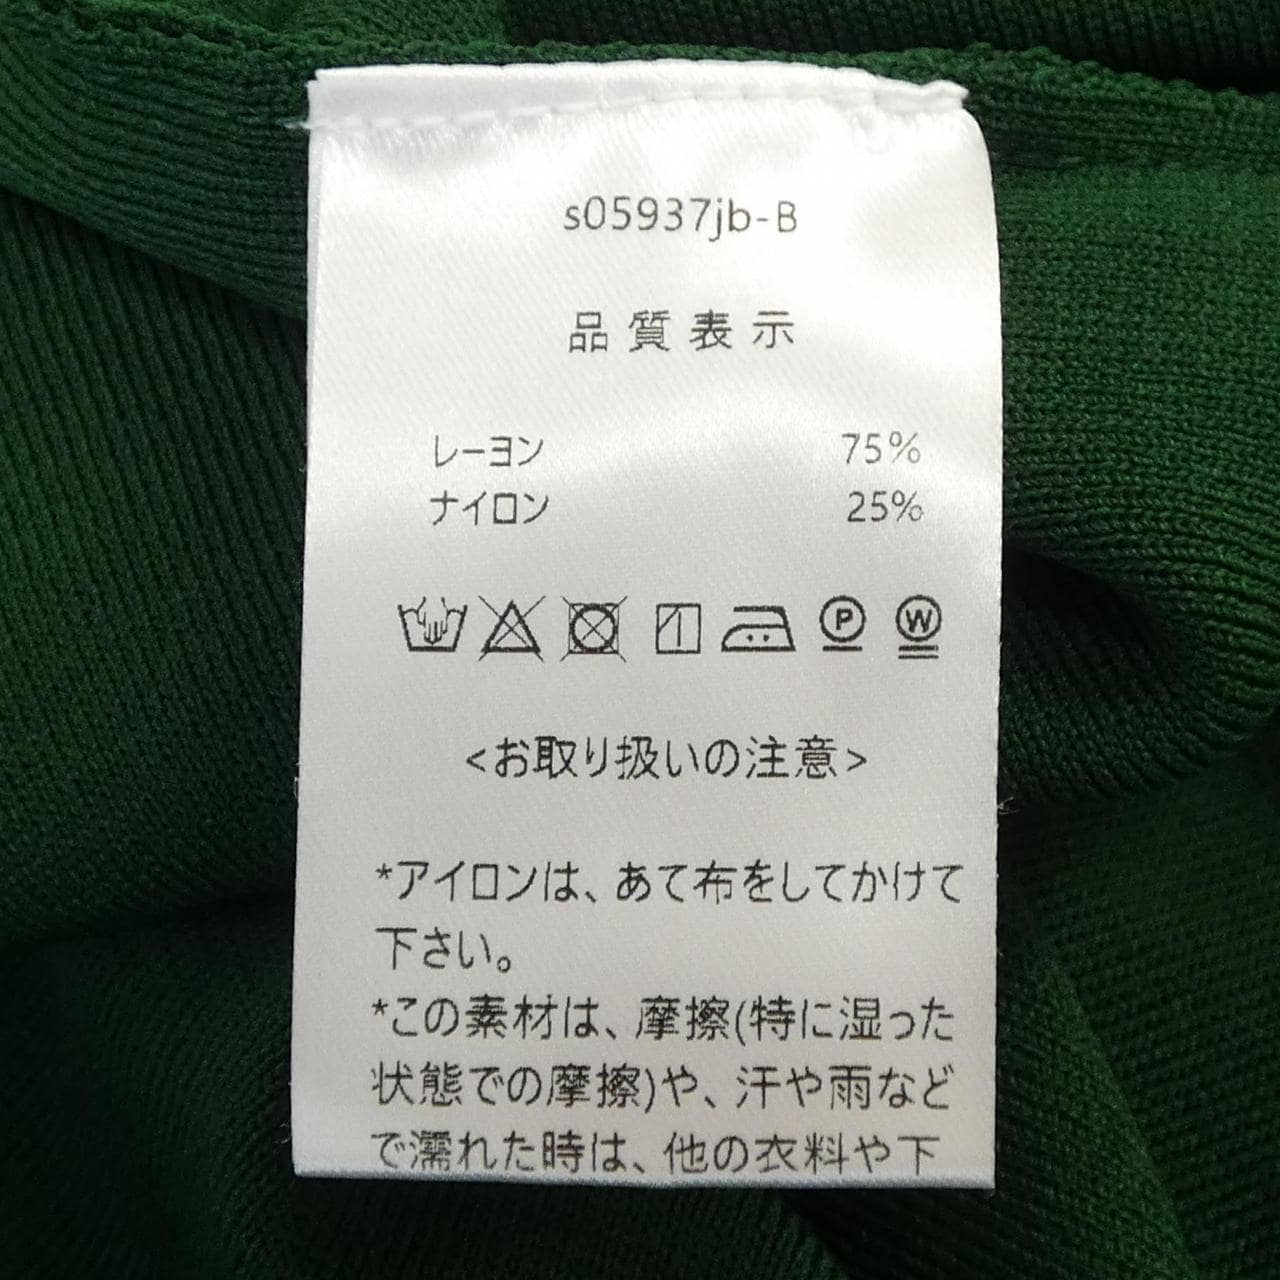 s05937jb-B
品質表示
レーヨン 75%
ナイロン 25%
P W
<お取り扱いの注意>
*アイロンは、あて布をしてかけて
下さい。
*この素材は、摩擦(特に湿った
状態での摩擦)や、汗や雨など
で濡れた時は、他の衣料や下